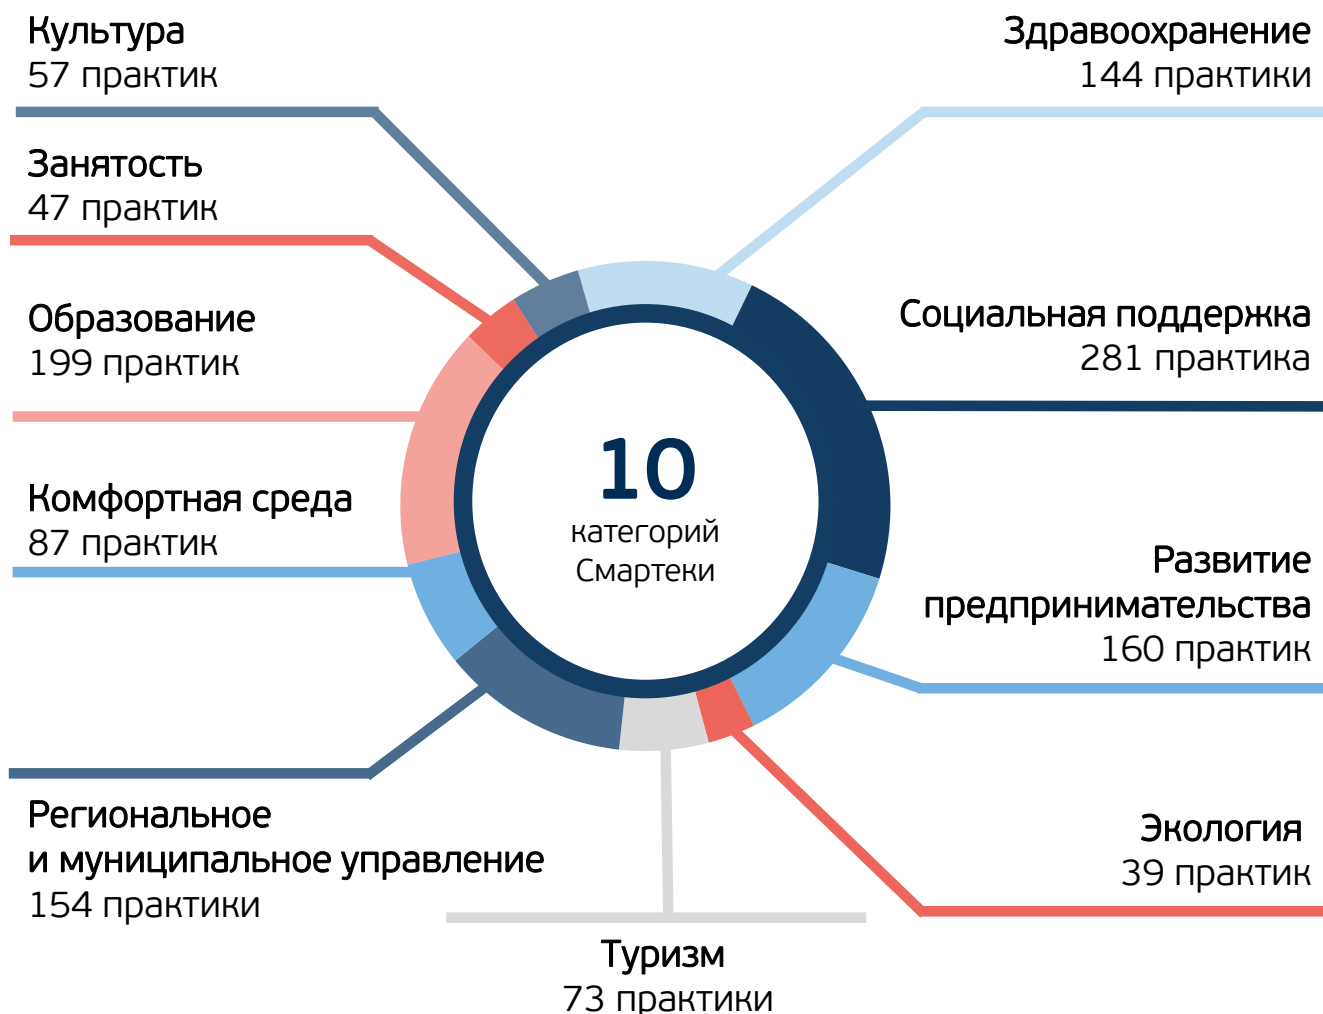 Культура
57 практик
Занятость
47 практик
Образование
199 практик
Комфортная среда
87 практик
Региональное
и муниципальное управление
154 практики
Здравоохранение
144 практики
Социальная поддержка
281 практика
Развитие
предпринимательства
160 практик
Экология
39 практик
Туризм
73 практики
10
категорий
Смартеки